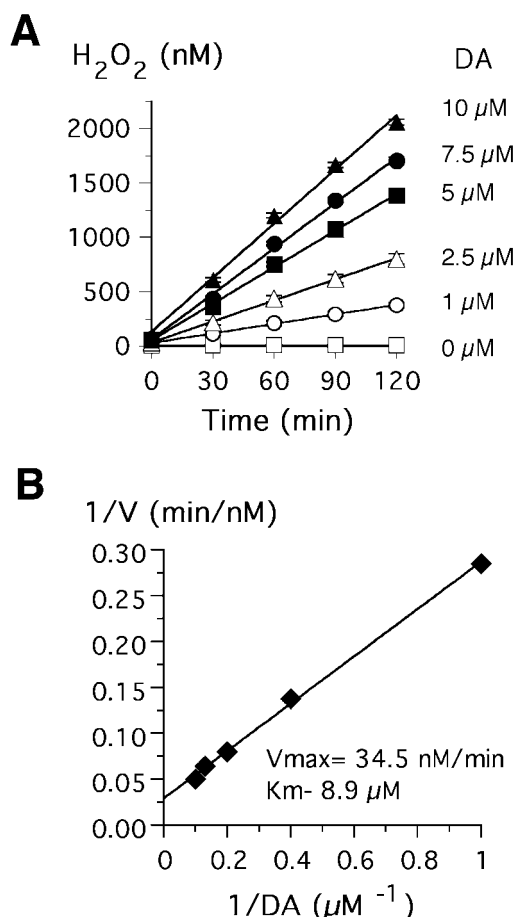 A
H₂O₂ (nM)
DA
2000
1500
1000
500
0
10 µM
7.5 µM
5 µM
2.5 µM
1 µM
0 µM
0 30 60 90 120
Time (min)
B
1/V (min/nM)
0.30
0.25
0.20
0.15
0.10
0.05
0.00
Vmax= 34.5 nM/min
Km- 8.9 µM
0 0.2 0.4 0.6 0.8 1
1/DA (µM ⁻¹)